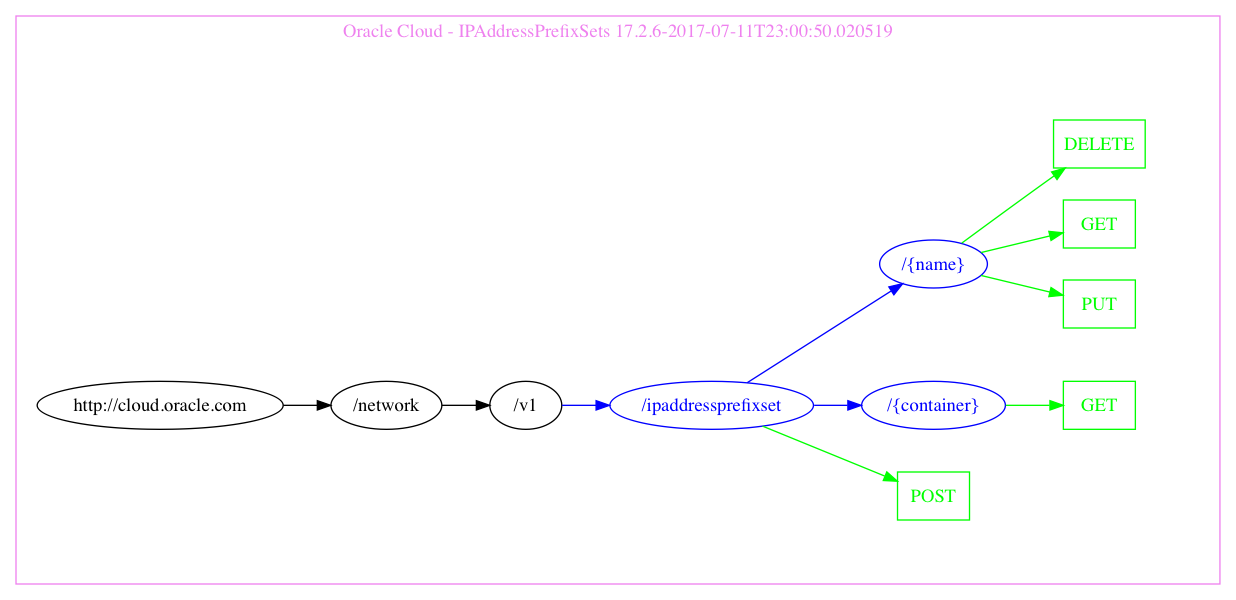 Oracle Cloud - IPAddressPrefixSets 17.2.6-2017-07-11T23:00:50.020519
DELETE
GET
/{name}
PUT
http://cloud.oracle.com
/network
/v1
/ipaddressprefixset
/{container}
GET
POST